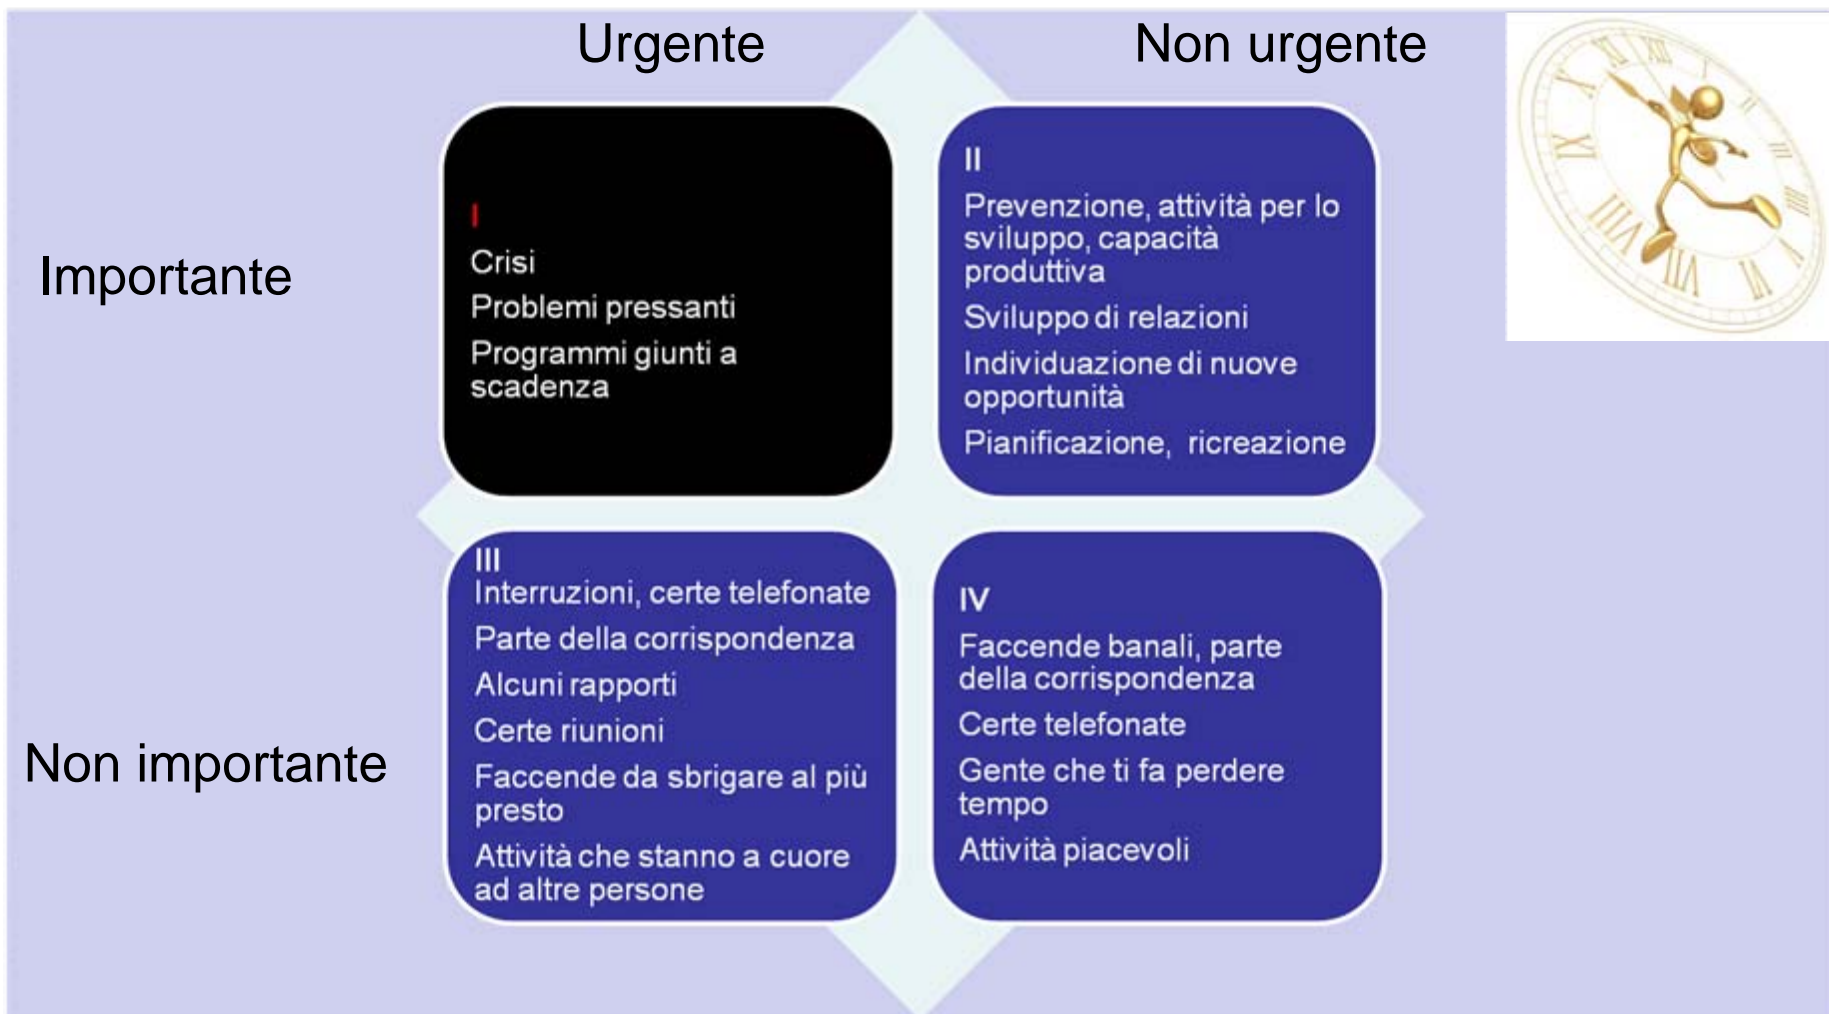 Urgente
Non urgente
Importante
I
Crisi
Problemi pressanti
Programmi giunti a
scadenza
II
Prevenzione, attività per lo
sviluppo, capacità
produttiva
Sviluppo di relazioni
Individuazione di nuove
opportunità
Pianificazione, ricreazione
Non importante
III
Interruzioni, certe telefonate
Parte della corrispondenza
Alcuni rapporti
Certe riunioni
Faccende da sbrigare al più
presto
Attività che stanno a cuore
ad altre persone
IV
Faccende banali, parte
della corrispondenza
Certe telefonate
Gente che ti fa perdere
tempo
Attività piacevoli